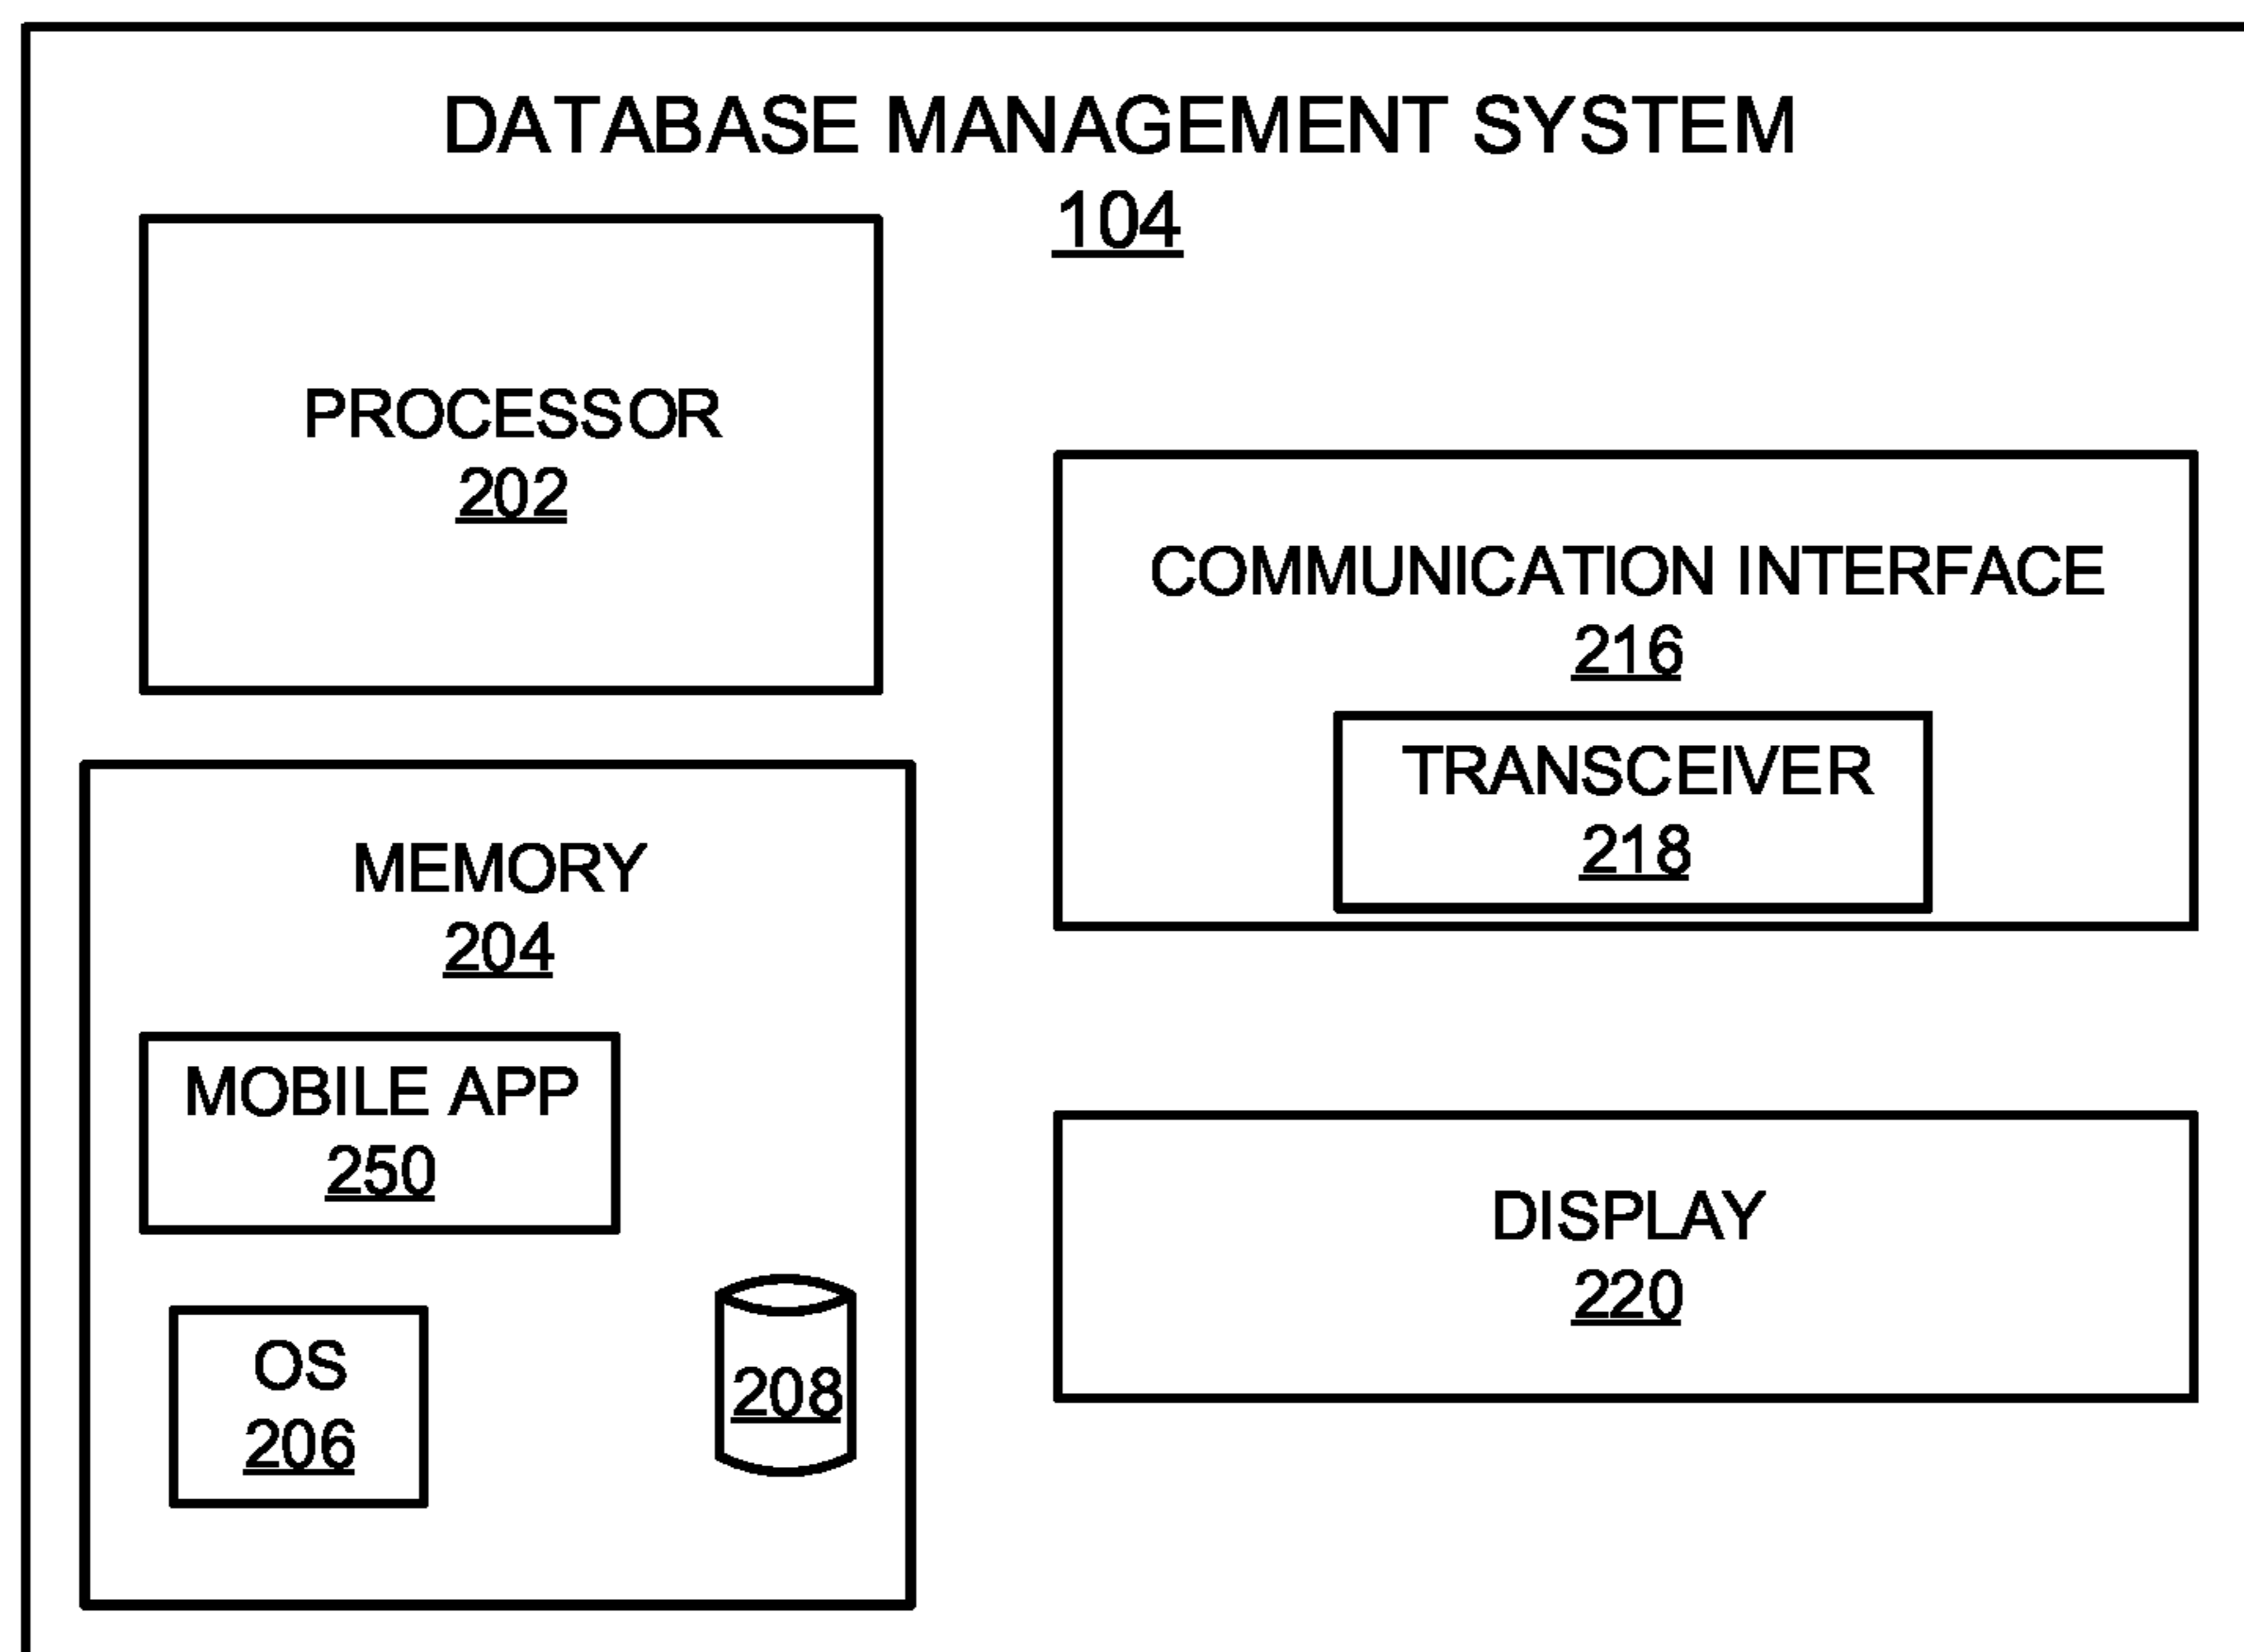 DATABASE MANAGEMENT SYSTEM
104
PROCESSOR
202
COMMUNICATION INTERFACE
216
TRANSCEIVER
218
MEMORY
204
MOBILE APP
250
OS
206
208
DISPLAY
220